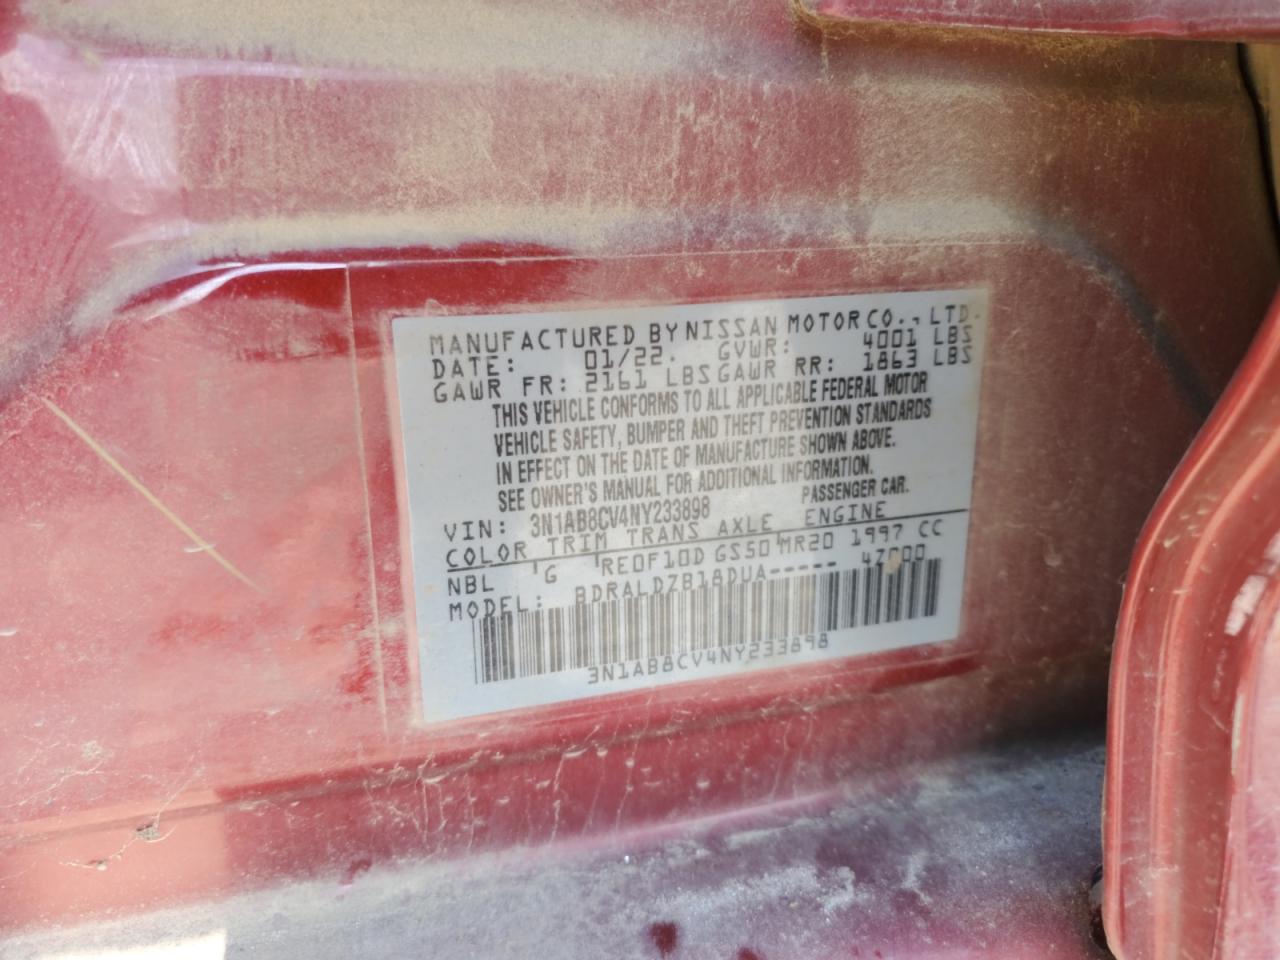 MANUFACTURED BY NISSAN MOTOR CO., LTD.
DATE: 01/22. GVWR: 4001 LBS
GAWR FR: 2161 LBS GAWR RR: 1863 LBS
THIS VEHICLE CONFORMS TO ALL APPLICABLE FEDERAL MOTOR
VEHICLE SAFETY, BUMPER AND THEFT PREVENTION STANDARDS
IN EFFECT ON THE DATE OF MANUFACTURE SHOWN ABOVE.
SEE OWNER'S MANUAL FOR ADDITIONAL INFORMATION.
VIN: 3N1AB8CV4NY233898 PASSENGER CAR.
COLOR TRIM TRANS AXLE ENGINE
NBL G RE0F10D GS50 MR20 1997 CC
MODEL: BDRALDZB18DUA-----
3N1AB8CV4NY233898